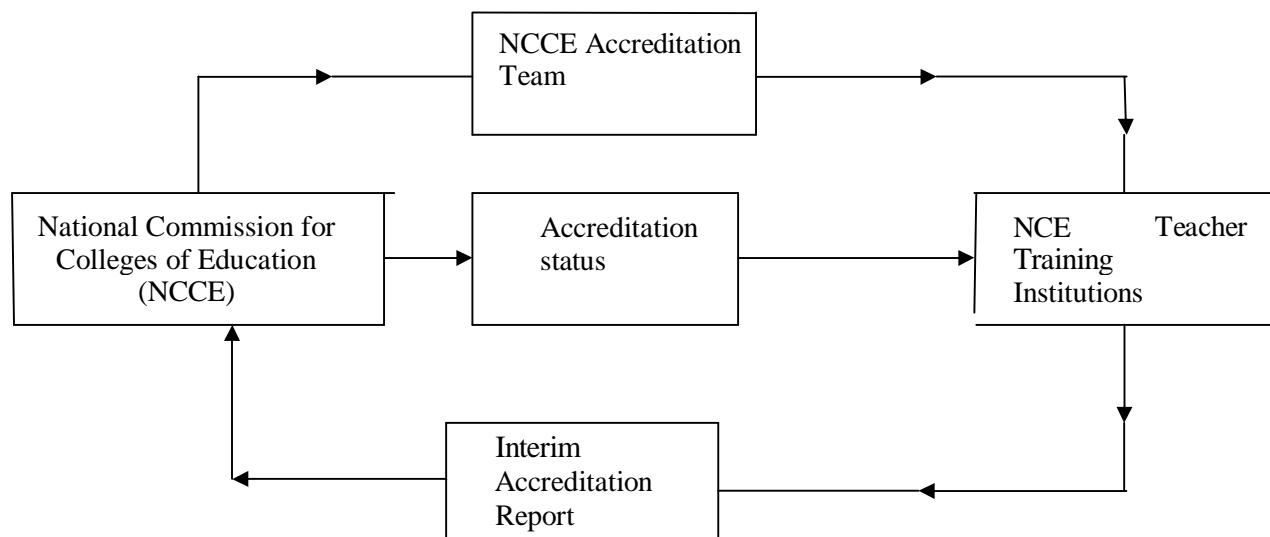 NCCE Accreditation
Team
National Commission for
Colleges of Education
(NCCE)
Accreditation
status
NCE Teacher
Training
Institutions
Interim
Accreditation
Report